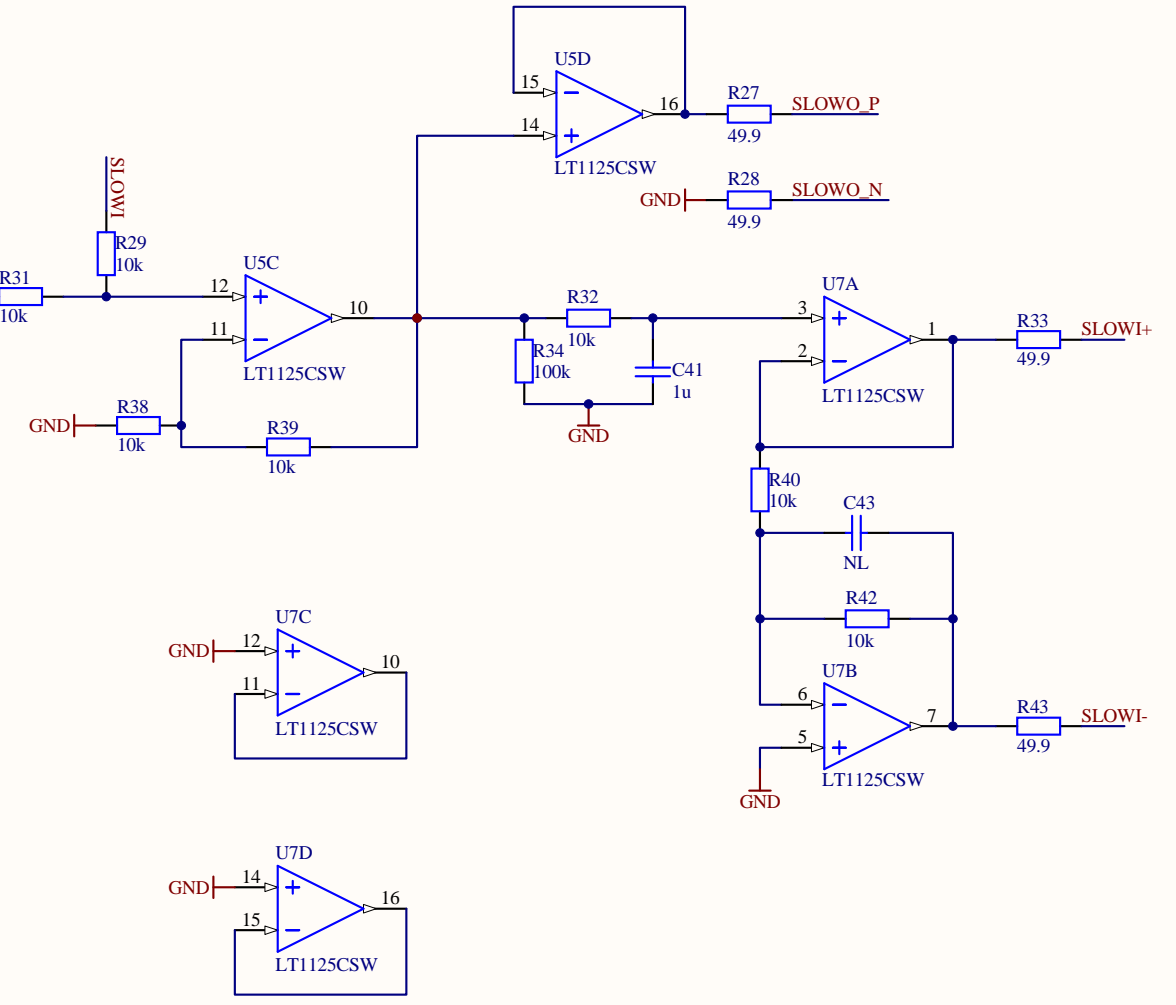 U5D
15
16
14
LT1125CSW
R27
SLOWO_P
49.9
GND
R28
SLOWO_N
49.9
SLOWI
R29
10k
R31
10k
U5C
12
10
11
LT1125CSW
R32
10k
R34
100k
C41
1u
GND
U7A
3
1
2
LT1125CSW
R33
SLOWI+
49.9
GND
R38
10k
R39
10k
R40
10k
C43
NL
R42
10k
U7B
6
7
5
LT1125CSW
GND
R43
SLOWI-
49.9
U7C
GND
12
10
11
LT1125CSW
U7D
GND
14
16
15
LT1125CSW